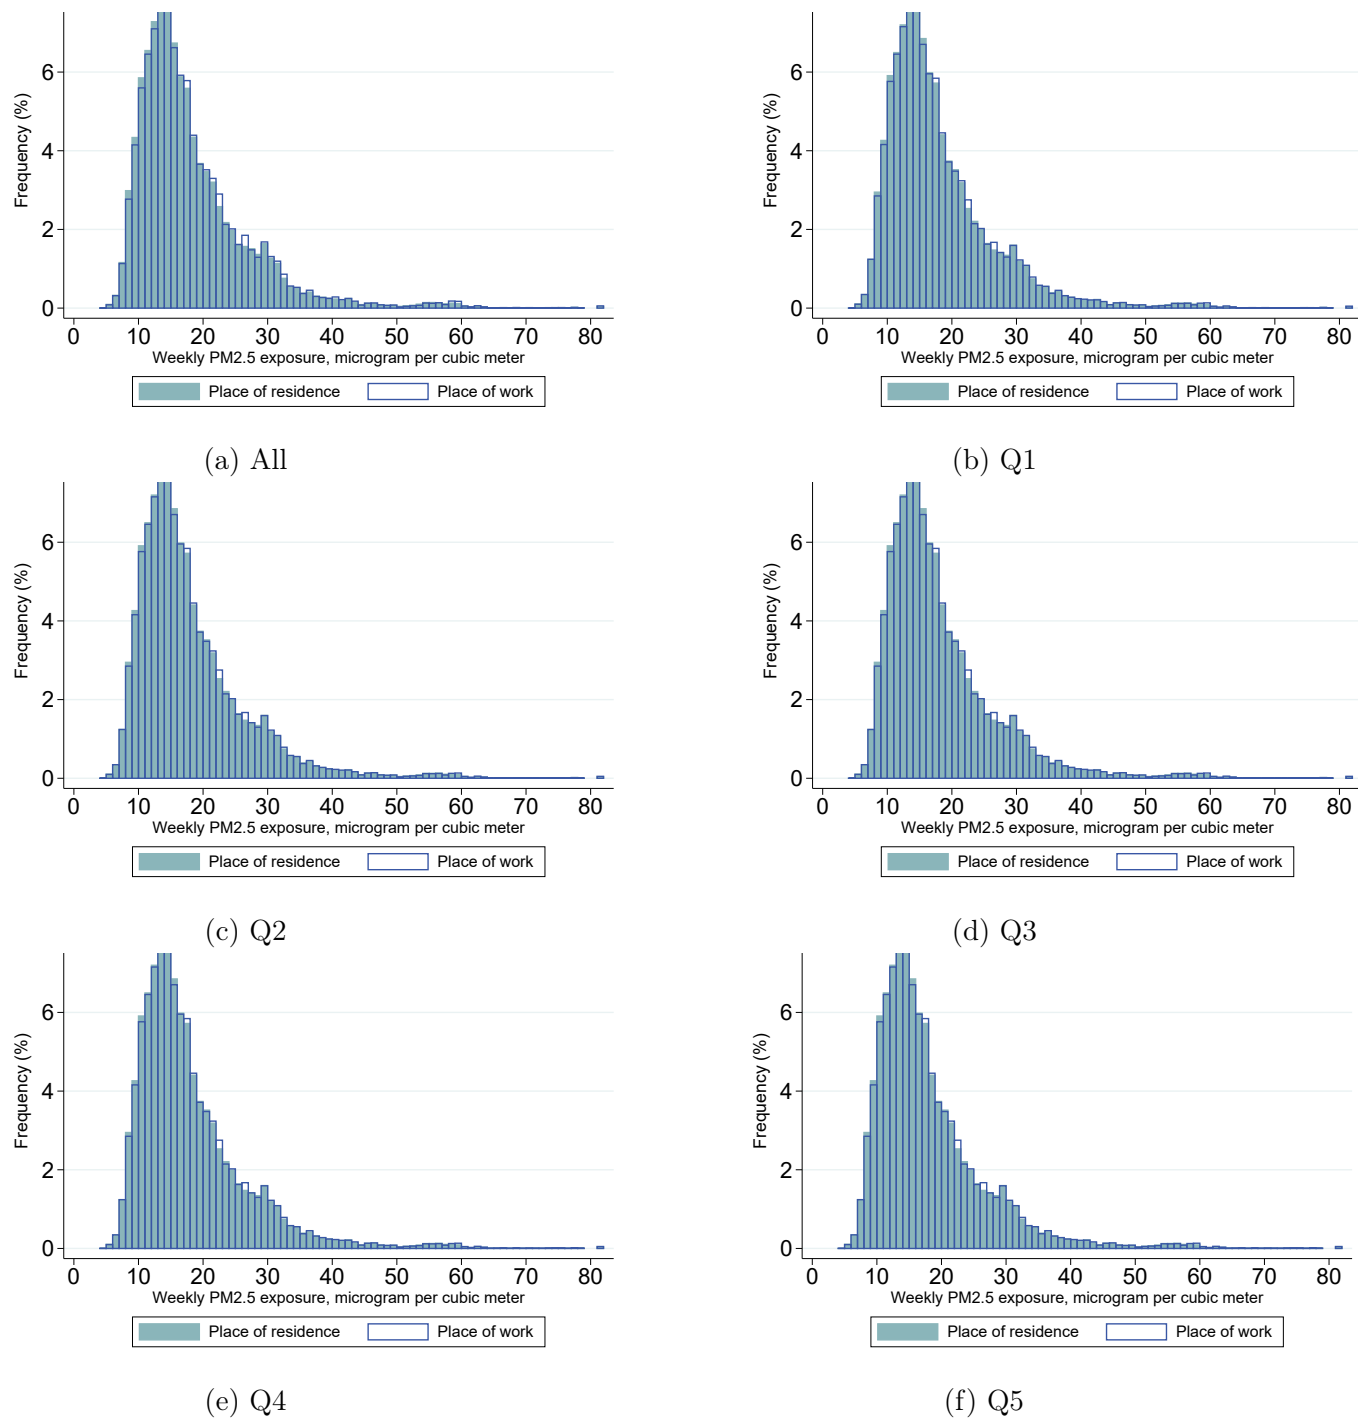 6
4
2
0
Frequency (%)
0 10 20 30 40 50 60 70 80
Weekly PM2.5 exposure, microgram per cubic meter
Place of residence Place of work
(a) All
6
4
2
0
Frequency (%)
0 10 20 30 40 50 60 70 80
Weekly PM2.5 exposure, microgram per cubic meter
Place of residence Place of work
(b) Q1
6
4
2
0
Frequency (%)
0 10 20 30 40 50 60 70 80
Weekly PM2.5 exposure, microgram per cubic meter
Place of residence Place of work
(c) Q2
6
4
2
0
Frequency (%)
0 10 20 30 40 50 60 70 80
Weekly PM2.5 exposure, microgram per cubic meter
Place of residence Place of work
(d) Q3
6
4
2
0
Frequency (%)
0 10 20 30 40 50 60 70 80
Weekly PM2.5 exposure, microgram per cubic meter
Place of residence Place of work
(e) Q4
6
4
2
0
Frequency (%)
0 10 20 30 40 50 60 70 80
Weekly PM2.5 exposure, microgram per cubic meter
Place of residence Place of work
(f) Q5